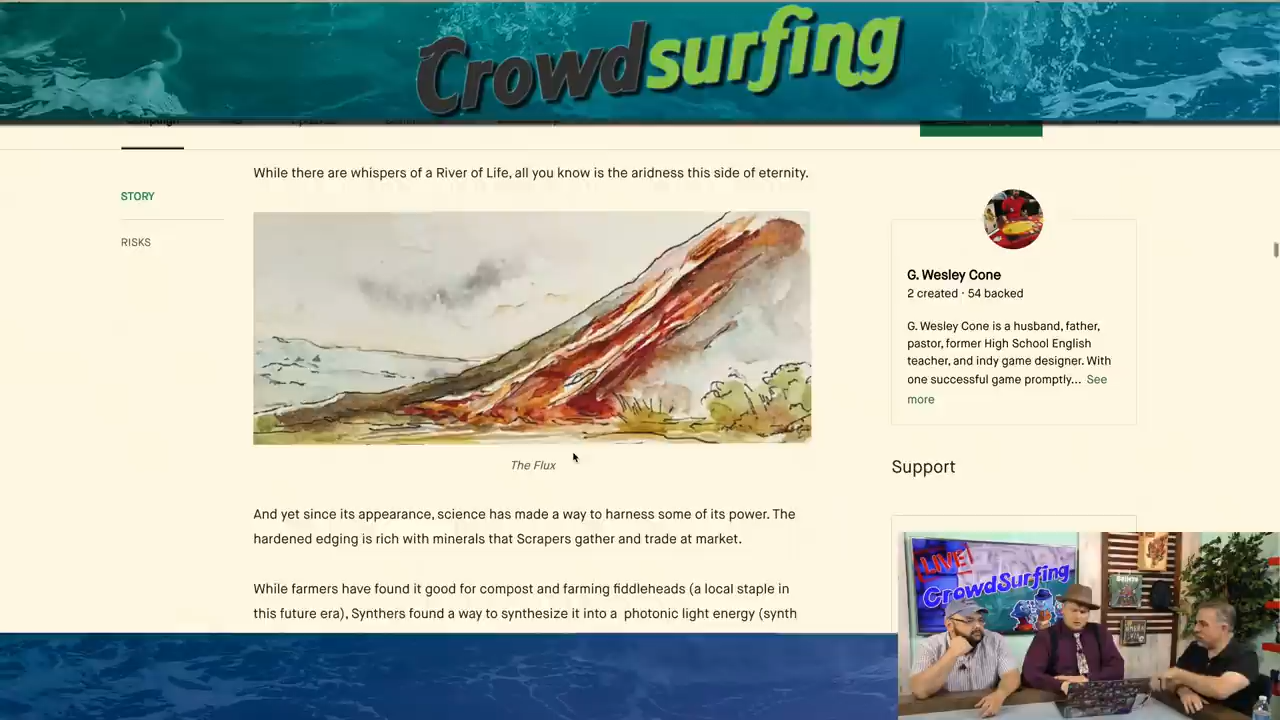 Crowdsurfing
While there are whispers of a River of Life, all you know is the aridness this side of eternity.
STORY
RISKS
The Flux
And yet since its appearance, science has made a way to harness some of its power. The
hardened edging is rich with minerals that Scrapers gather and trade at market.
While farmers have found it good for compost and farming fiddleheads (a local staple in
this future era), Synthers found a way to synthesize it into a photonic light energy (synth
G. Wesley Cone
2 created · 54 backed
G. Wesley Cone is a husband, father,
pastor, former High School English
teacher, and indy game designer. With
one successful game promptly... See
more
Support
LIVE!
CrowdSurfing